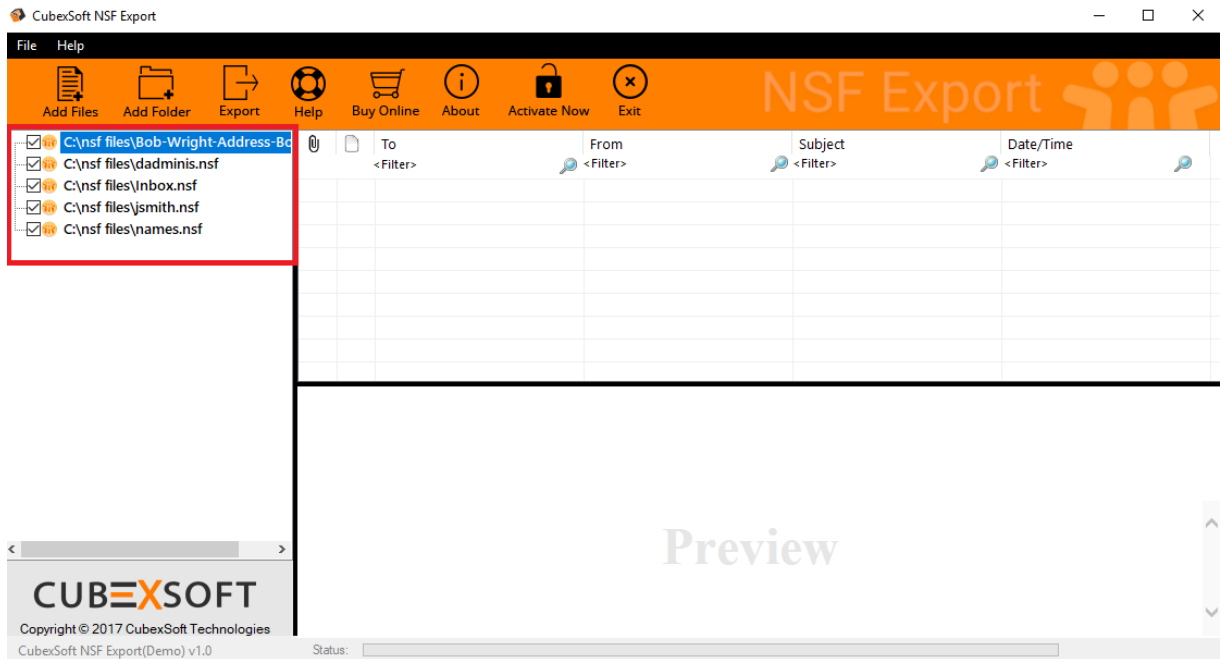 CubexSoft NSF Export
File Help
Add Files Add Folder Export Help Buy Online About Activate Now Exit NSF Export
C:\nsf files\Bob-Wright-Address-Bo
C:\nsf files\dadminis.nsf
C:\nsf files\Inbox.nsf
C:\nsf files\jsmith.nsf
C:\nsf files\names.nsf
To From Subject Date/Time
<Filter> <Filter> <Filter> <Filter>
Preview
CUBEXSOFT
Copyright © 2017 CubexSoft Technologies
CubexSoft NSF Export(Demo) v1.0 Status: